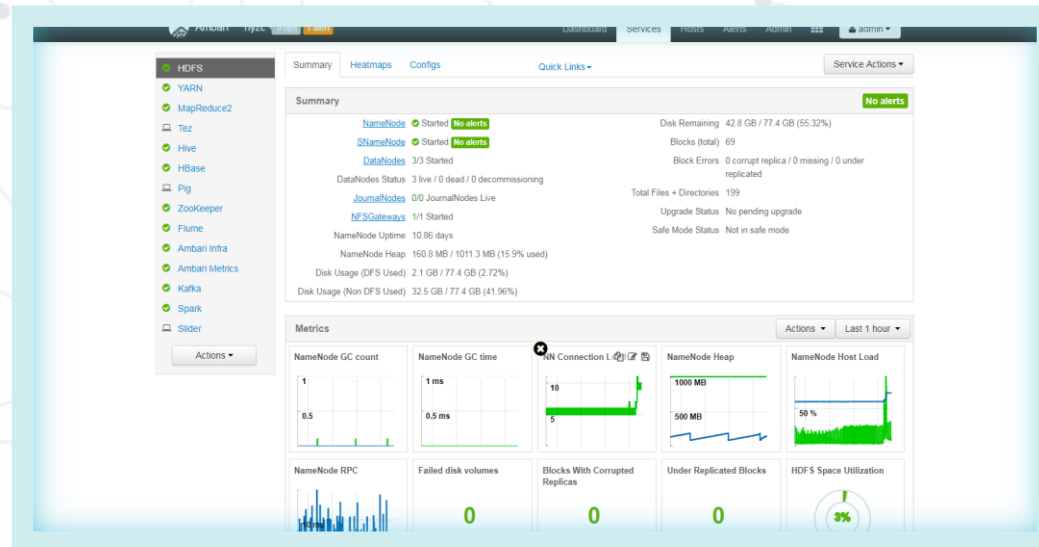 Ambari
1 alert
Dashboard Services Hosts Alerts Admin admin
HDFS
YARN
MapReduce2
Tez
Hive
HBase
Pig
ZooKeeper
Flume
Ambari Infra
Ambari Metrics
Kafka
Spark
Slider
Actions
Summary Heatmaps Configs Quick Links Service Actions
Summary No alerts
NameNode Started No alerts
SNameNode Started No alerts
DataNodes 3/3 Started
DataNodes Status 3 live / 0 dead / 0 decommissioning
JournalNodes 0/0 JournalNodes Live
NFSGateways 1/1 Started
NameNode Uptime 10.86 days
NameNode Heap 160.8 MB / 1011.3 MB (15.9% used)
Disk Usage (DFS Used) 2.1 GB / 77.4 GB (2.72%)
Disk Usage (Non DFS Used) 32.5 GB / 77.4 GB (41.96%)
Disk Remaining 42.8 GB / 77.4 GB (55.32%)
Blocks (total) 69
Block Errors 0 corrupt replica / 0 missing / 0 under
replicated
Total Files + Directories 199
Upgrade Status No pending upgrade
Safe Mode Status Not in safe mode
Metrics Actions Last 1 hour
NameNode GC count
1
0.5
NameNode GC time
1 ms
0.5 ms
NN Connection
10
5
NameNode Heap
1000 MB
500 MB
NameNode Host Load
50 %
NameNode RPC
10 ms
Failed disk volumes
0
Blocks With Corrupted
Replicas
0
Under Replicated Blocks
0
HDFS Space Utilization
3%